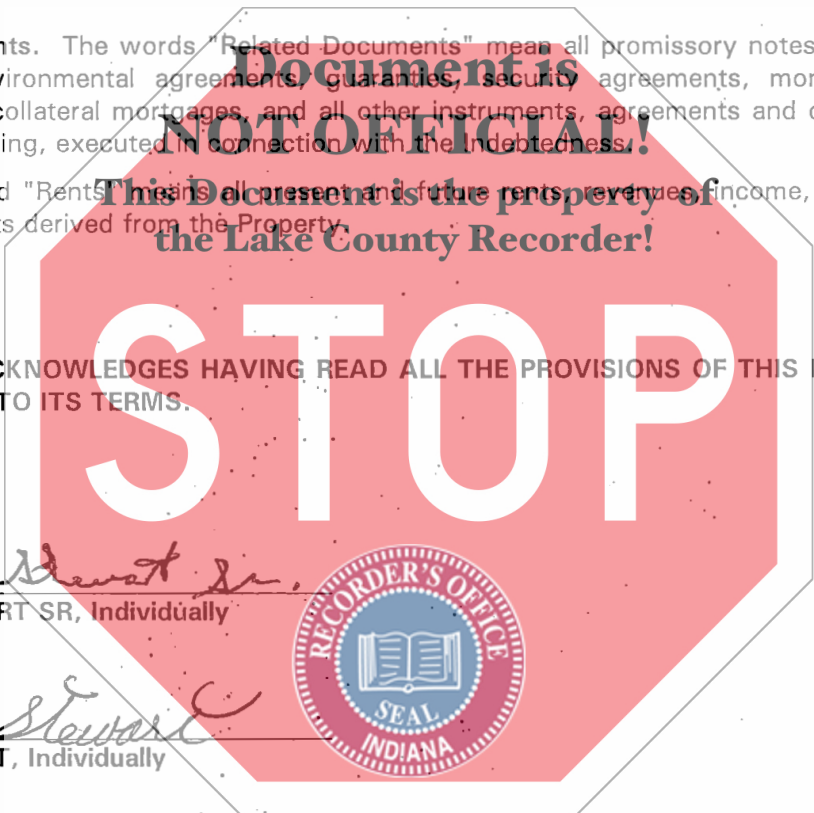 nts. The words "Related Documents" mean all promissory notes
vironmental agreements, guaranties, security agreements, mor
collateral mortgages, and all other instruments, agreements and
ing, executed in connection with the Indebtedness.
d "Rents" means all present and future rents, revenues, income,
ts derived from the Property.
Document is
NOT OFFICIAL!
This Document is the property of
the Lake County Recorder!
CKNOWLEDGES HAVING READ ALL THE PROVISIONS OF THIS
TO ITS TERMS.
STOP
Stewart Sr.
RT SR, Individually
Stewart
T, Individually
RECORDER'S OFFICE
SEAL
INDIANA